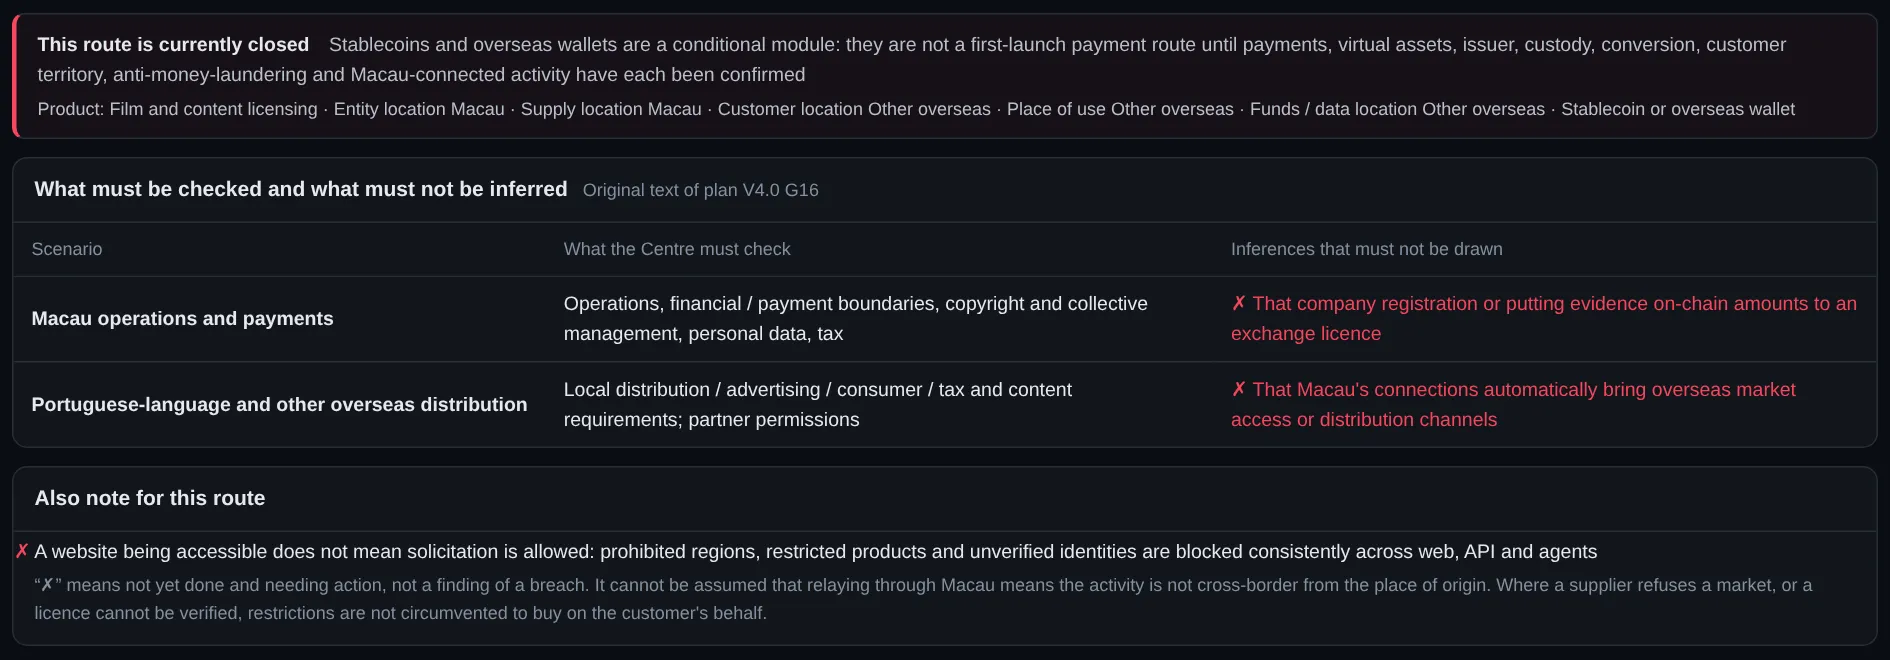 This route is currently closed Stablecoins and overseas wallets are a conditional module: they are not a first-launch payment route until payments, virtual assets, issuer, custody, conversion, customer
territory, anti-money-laundering and Macau-connected activity have each been confirmed
Product: Film and content licensing · Entity location Macau · Supply location Macau · Customer location Other overseas · Place of use Other overseas · Funds / data location Other overseas · Stablecoin or overseas wallet
What must be checked and what must not be inferred Original text of plan V4.0 G16
Scenario What the Centre must check Inferences that must not be drawn
Macau operations and payments
Operations, financial / payment boundaries, copyright and collective
management, personal data, tax
✗ That company registration or putting evidence on-chain amounts to an
exchange licence
Portuguese-language and other overseas distribution
Local distribution / advertising / consumer / tax and content
requirements; partner permissions
✗ That Macau's connections automatically bring overseas market
access or distribution channels
Also note for this route
✗ A website being accessible does not mean solicitation is allowed: prohibited regions, restricted products and unverified identities are blocked consistently across web, API and agents
“✗” means not yet done and needing action, not a finding of a breach. It cannot be assumed that relaying through Macau means the activity is not cross-border from the place of origin. Where a supplier refuses a market, or a
licence cannot be verified, restrictions are not circumvented to buy on the customer's behalf.